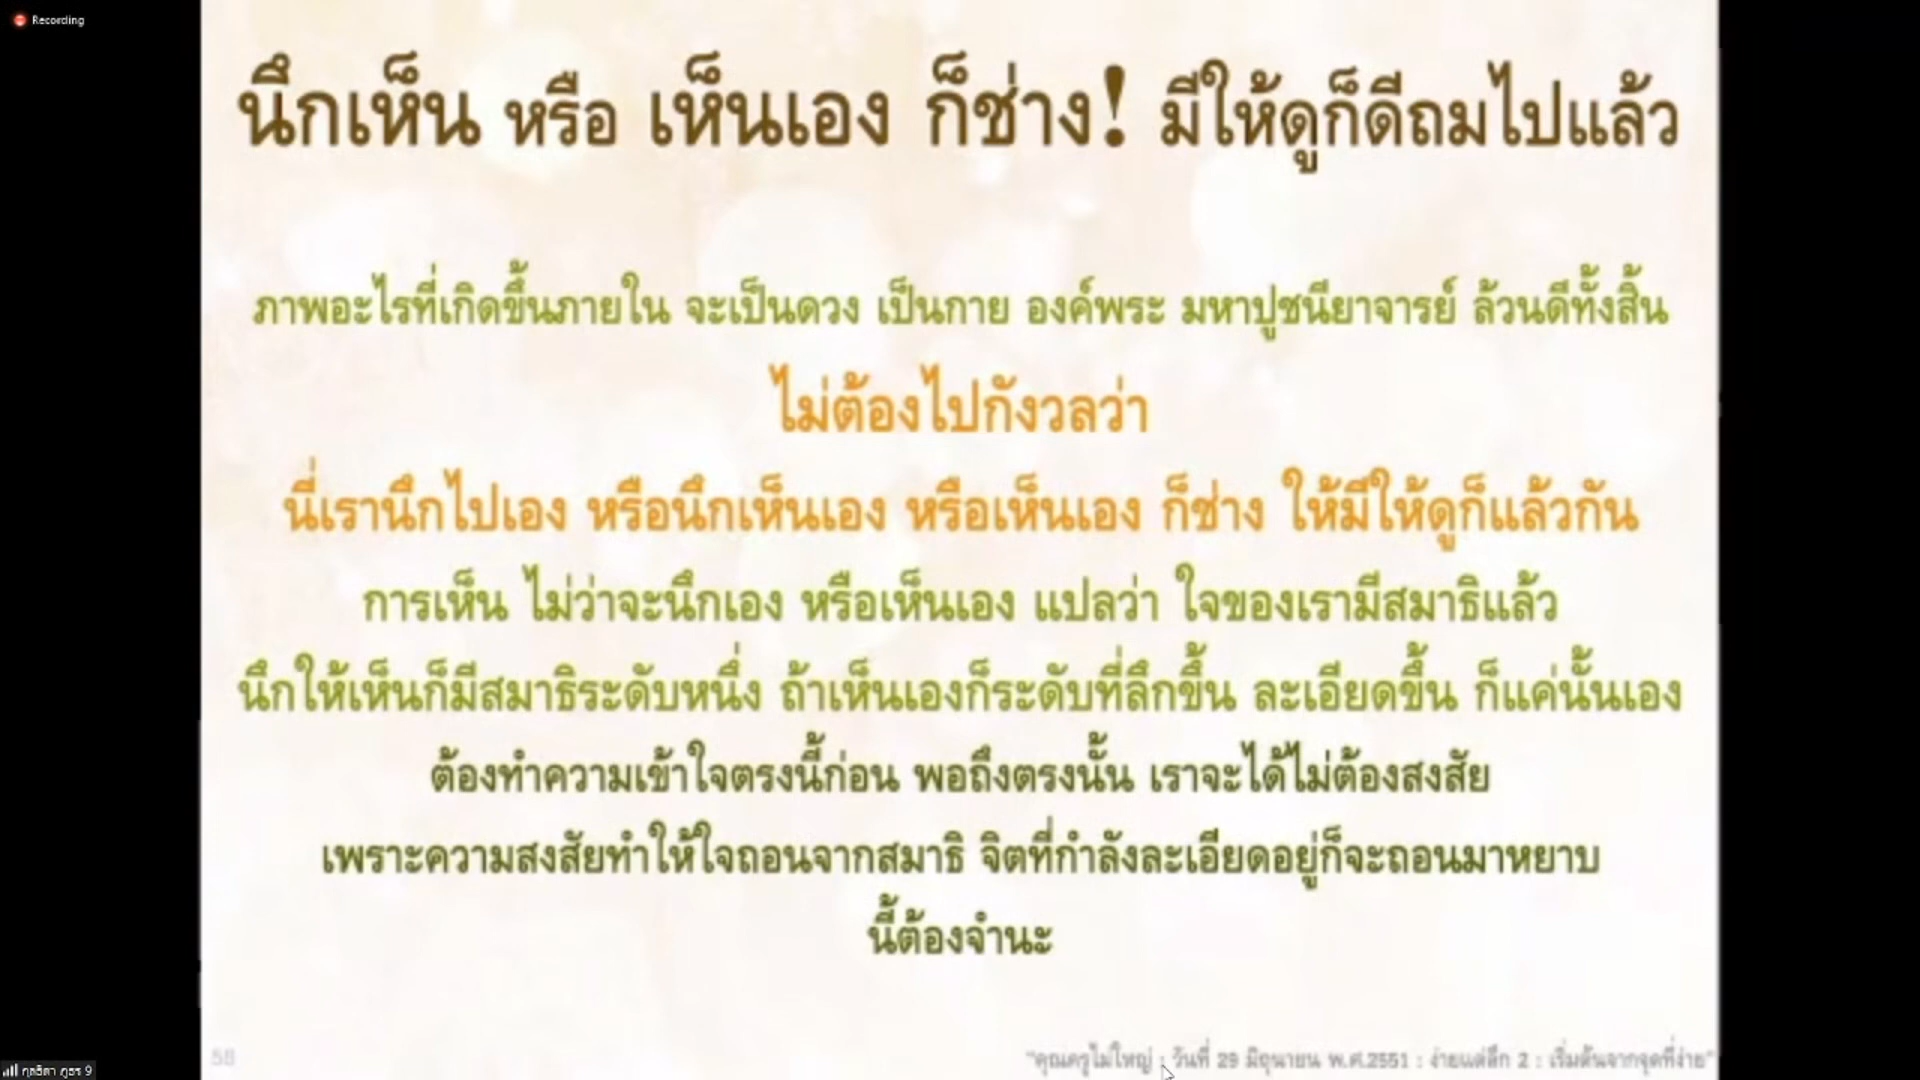 Recording
นึกเห็น หรือ เห็นเอง ก็ช่าง! มีให้ดูก็ดีถมไปแล้ว
ภาพอะไรที่เกิดขึ้นภายใน จะเป็นดวง เป็นกาย องค์พระ มหาปูชนียาจารย์ ล้วนดีทั้งสิ้น
ไม่ต้องไปกังวลว่า
นี่เรานึกไปเอง หรือนึกเห็นเอง หรือเห็นเอง ก็ช่าง ให้มีให้ดูก็แล้วกัน
การเห็น ไม่ว่าจะนึกเอง หรือเห็นเอง แปลว่า ใจของเรามีสมาธิแล้ว
นึกให้เห็นก็มีสมาธิระดับหนึ่ง ถ้าเห็นเองก็ระดับที่ลึกขึ้น ละเอียดขึ้น ก็แค่นั้นเอง
ต้องทำความเข้าใจตรงนี้ก่อน พอถึงตรงนั้น เราจะได้ไม่ต้องสงสัย
เพราะความสงสัยทำให้ใจถอนจากสมาธิ จิตที่กำลังละเอียดอยู่ก็จะถอนมาหยาบ
นี้ต้องจำนะ
58
"คุณครูไม่ใหญ่ : วันที่ 29 มิถุนายน พ.ศ.2551 : ง่ายแต่ลึก 2 : เริ่มต้นจากจุดที่ง่าย"